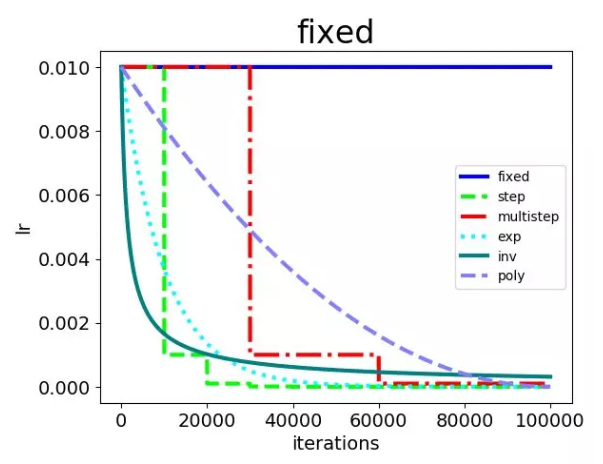 fixed
0.010
0.008
0.006
0.004
0.002
0.000
lr
fixed
step
multistep
exp
inv
poly
0 20000 40000 60000 80000 100000
iterations